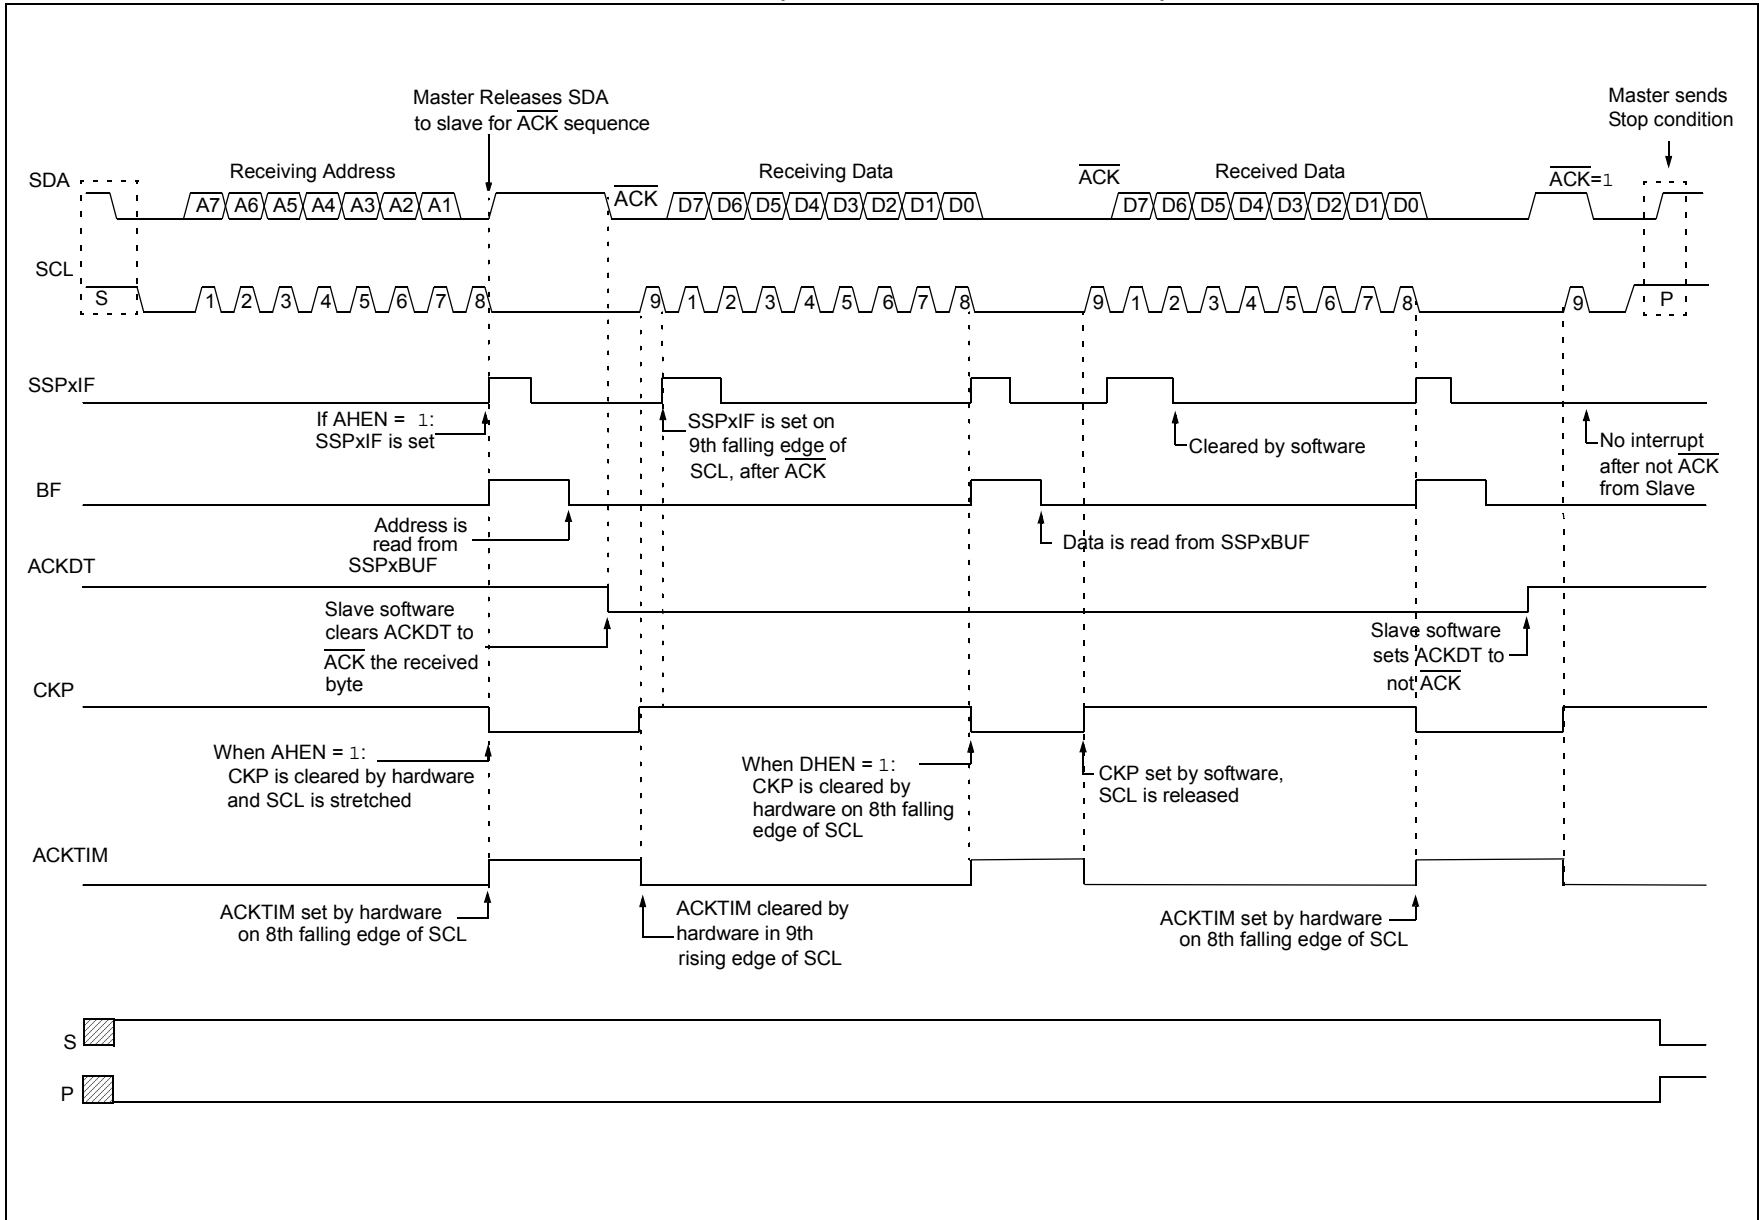 Master Releases SDA
to slave for ACK sequence
Master sends
Stop condition
SDA
Receiving Address
Receiving Data
ACK
Received Data
ACK=1
A7 A6 A5 A4 A3 A2 A1
ACK
D7 D6 D5 D4 D3 D2 D1 D0
D7 D6 D5 D4 D3 D2 D1 D0
SCL
S
1 2 3 4 5 6 7 8
9 1 2 3 4 5 6 7 8
9 1 2 3 4 5 6 7 8
9
P
SSPxIF
If AHEN = 1:
SSPxIF is set
SSPxIF is set on
9th falling edge of
SCL, after ACK
Cleared by software
No interrupt
after not ACK
from Slave
BF
Address is
read from
SSPxBUF
Data is read from SSPxBUF
ACKDT
Slave software
clears ACKDT to
ACK the received
byte
Slave software
sets ACKDT to
not ACK
CKP
When AHEN = 1:
CKP is cleared by hardware
and SCL is stretched
When DHEN = 1:
CKP is cleared by
hardware on 8th falling
edge of SCL
CKP set by software,
SCL is released
ACKTIM
ACKTIM set by hardware
on 8th falling edge of SCL
ACKTIM cleared by
hardware in 9th
rising edge of SCL
ACKTIM set by hardware
on 8th falling edge of SCL
S
P